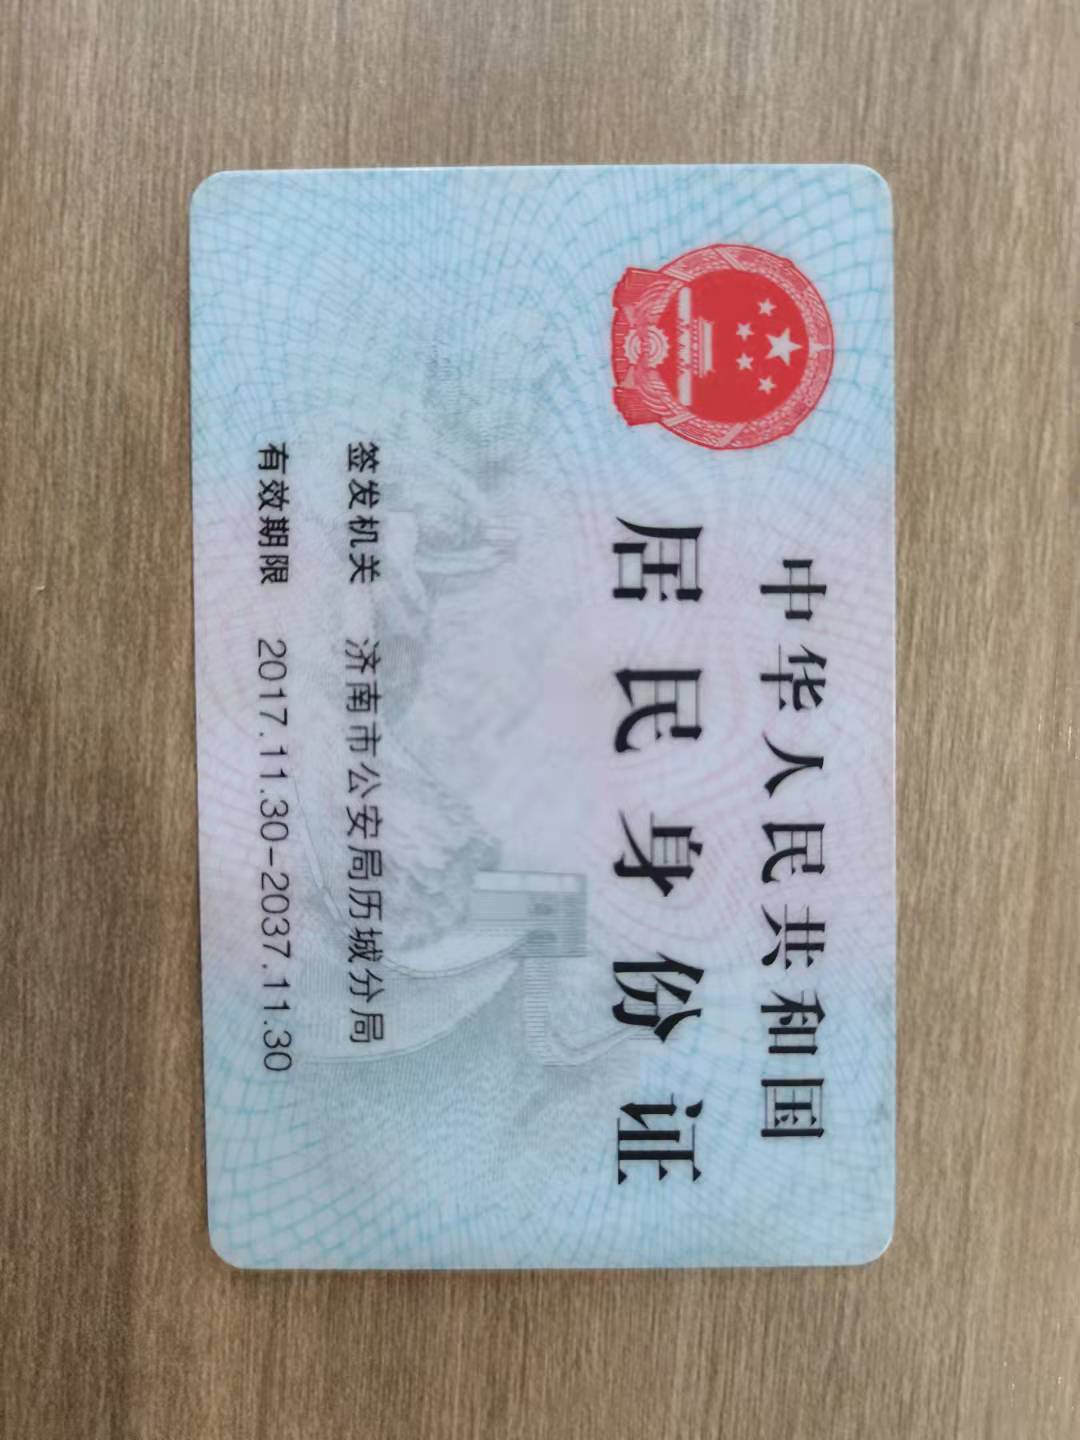 中华人民共和国
居民身份证
签发机关 济南市公安局历城分局
有效期限 2017.11.30-2037.11.30